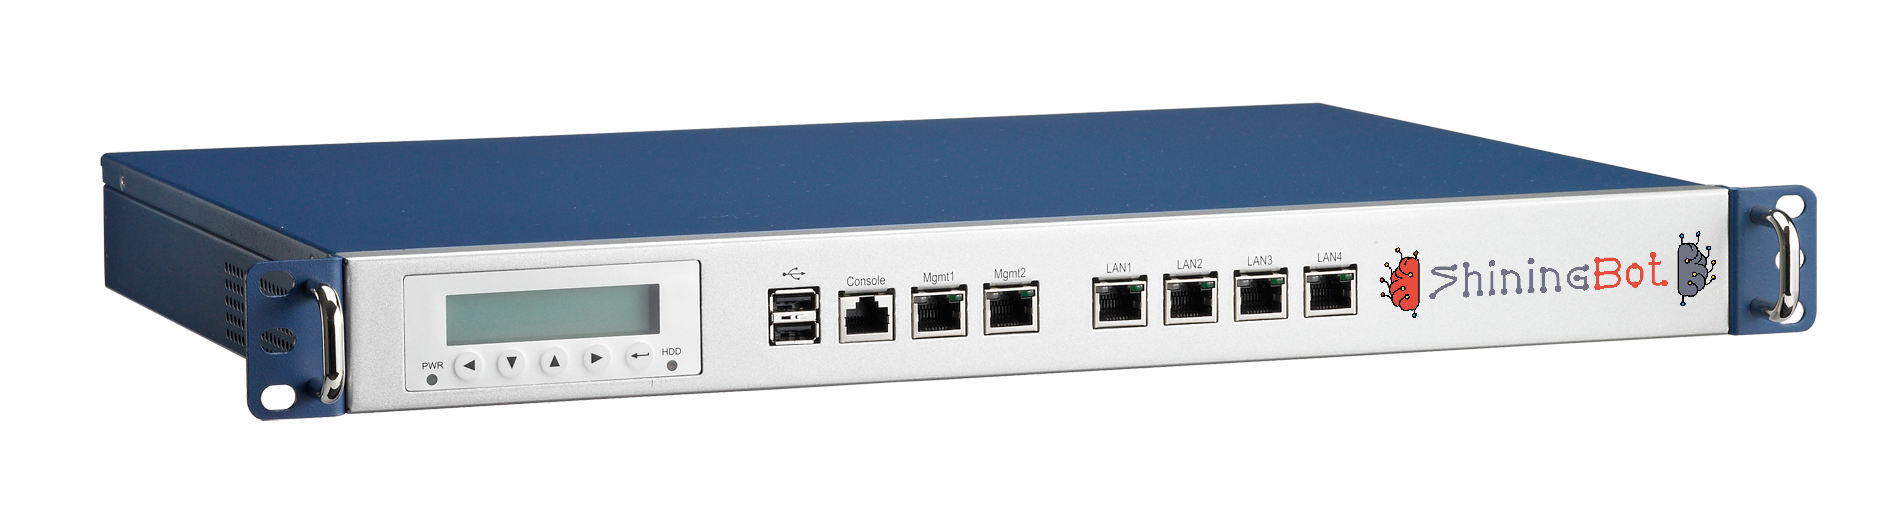 PWR
HDD
Console
Mgmt1
Mgmt2
LAN1
LAN2
LAN3
LAN4
ShiningBot